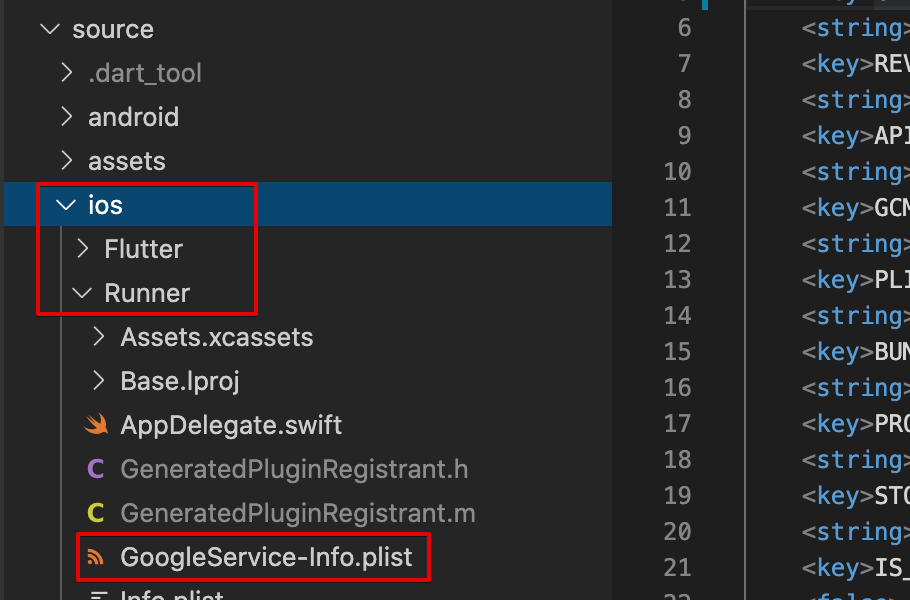 source
.dart_tool
android
assets
ios
Flutter
Runner
Assets.xcassets
Base.lproj
AppDelegate.swift
C GeneratedPluginRegistrant.h
C GeneratedPluginRegistrant.m
GoogleService-Info.plist
Info.plist
6 <string>
7 <key>REV
8 <string>
9 <key>API
10 <string>
11 <key>GCM
12 <string>
13 <key>PLI
14 <string>
15 <key>BUN
16 <string>
17 <key>PRO
18 <string>
19 <key>STO
20 <string>
21 <key>IS_
22 <false>